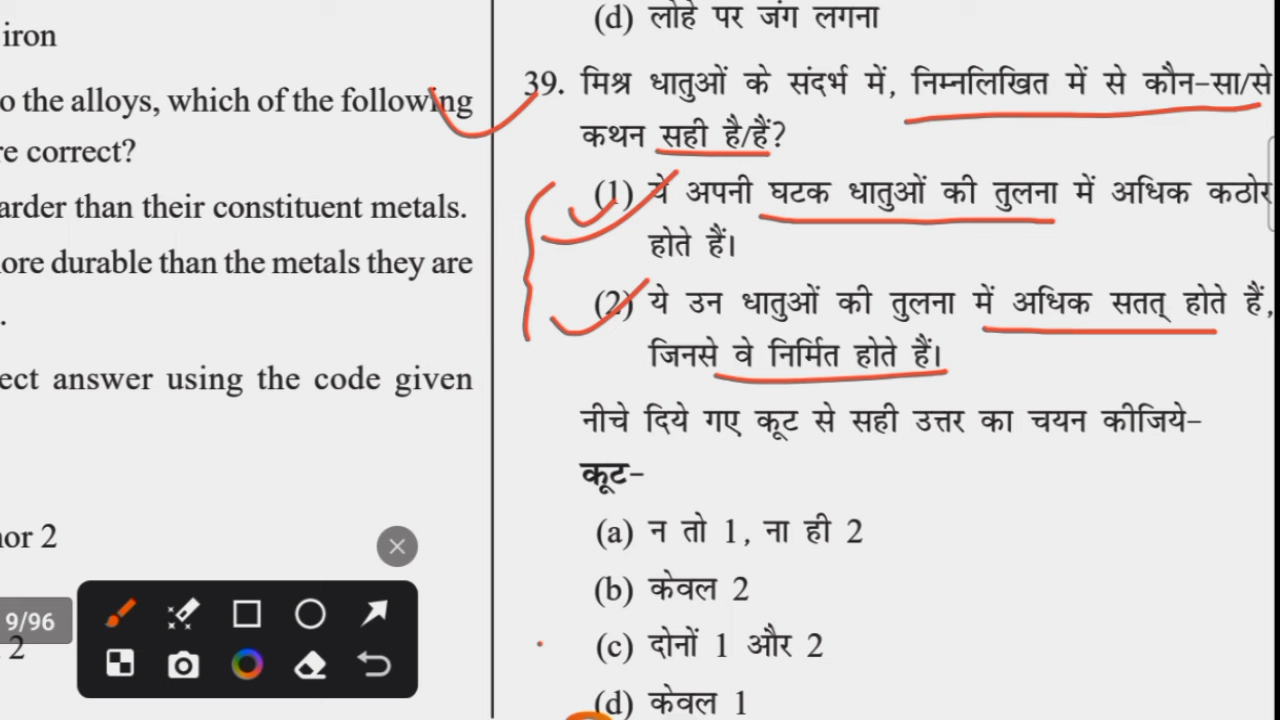 iron
o the alloys, which of the following
re correct?
arder than their constituent metals.
ore durable than the metals they are
.
ect answer using the code given
nor 2
9/96
2
(d) लोहे पर जंग लगना
39. मिश्र धातुओं के संदर्भ में, निम्नलिखित में से कौन-सा/से
कथन सही है/हैं?
(1) ये अपनी घटक धातुओं की तुलना में अधिक कठोर
होते हैं।
(2) ये उन धातुओं की तुलना में अधिक सतत् होते हैं,
जिनसे वे निर्मित होते हैं।
नीचे दिये गए कूट से सही उत्तर का चयन कीजिये-
कूट-
(a) न तो 1, ना ही 2
(b) केवल 2
(c) दोनों 1 और 2
(d) केवल 1